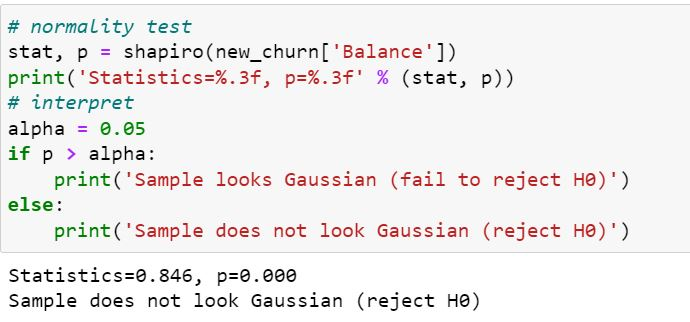 # normality test
stat, p = shapiro(new_churn['Balance'])
print('Statistics=%.3f, p=%.3f' % (stat, p))
# interpret
alpha = 0.05
if p > alpha:
    print('Sample looks Gaussian (fail to reject H0)')
else:
    print('Sample does not look Gaussian (reject H0)')
Statistics=0.846, p=0.000
Sample does not look Gaussian (reject H0)